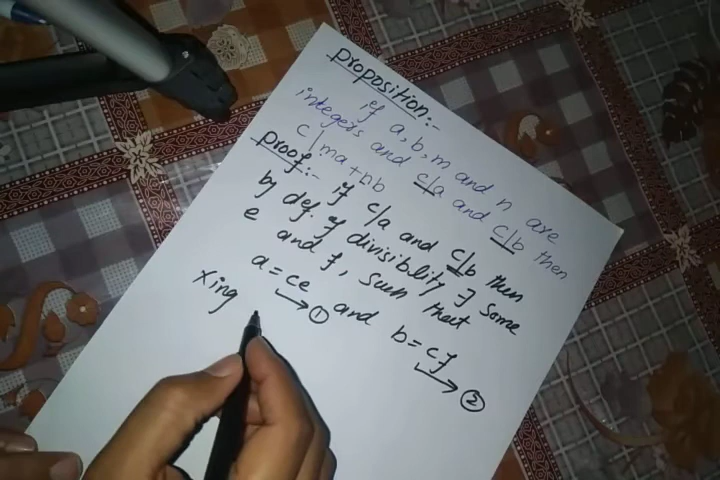 Proposition:-
if a, b, m and n are
integers and c/a and c/b then
c | ma + nb
Proof:- if c/a and c/b then
by def. of divisiblity ∃ some
e and f, such that
a = ce → ① and b = cf → ②
Xing